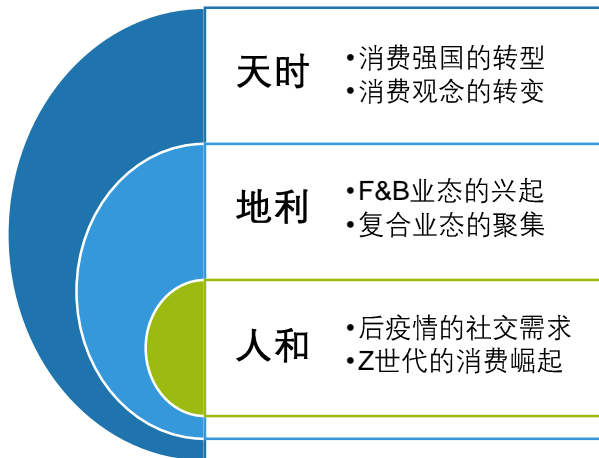 天时
•消费强国的转型
•消费观念的转变
地利
•F&B业态的兴起
•复合业态的聚集
人和
•后疫情的社交需求
•Z世代的消费崛起